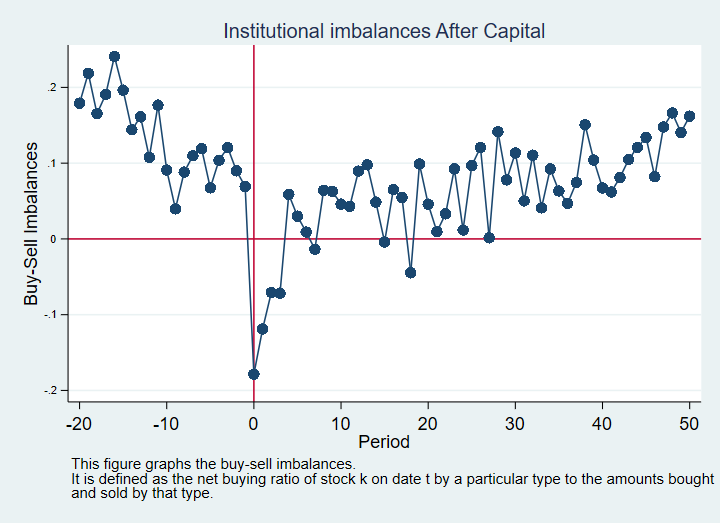 Institutional imbalances After Capital
Buy-Sell Imbalances
.2
.1
0
-.1
-.2
-20 -10 0 10 20 30 40 50
Period
This figure graphs the buy-sell imbalances.
It is defined as the net buying ratio of stock k on date t by a particular type to the amounts bought
and sold by that type.